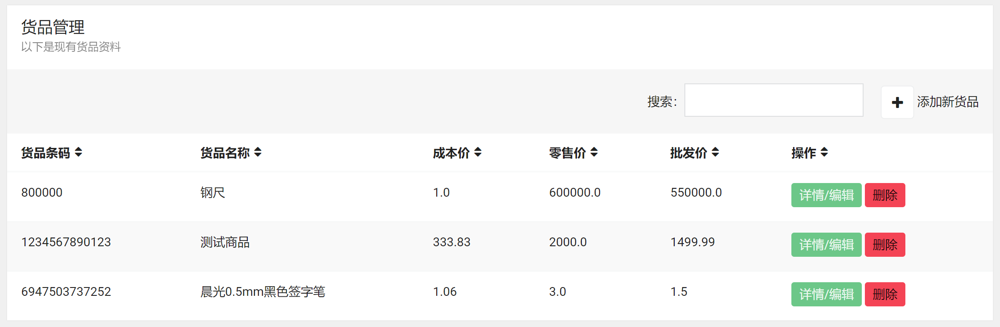 货品管理
以下是现有货品资料
搜索： 添加新货品
货品条码 货品名称 成本价 零售价 批发价 操作
800000 钢尺 1.0 600000.0 550000.0 详情/编辑 删除
1234567890123 测试商品 333.83 2000.0 1499.99 详情/编辑 删除
6947503737252 晨光0.5mm黑色签字笔 1.06 3.0 1.5 详情/编辑 删除